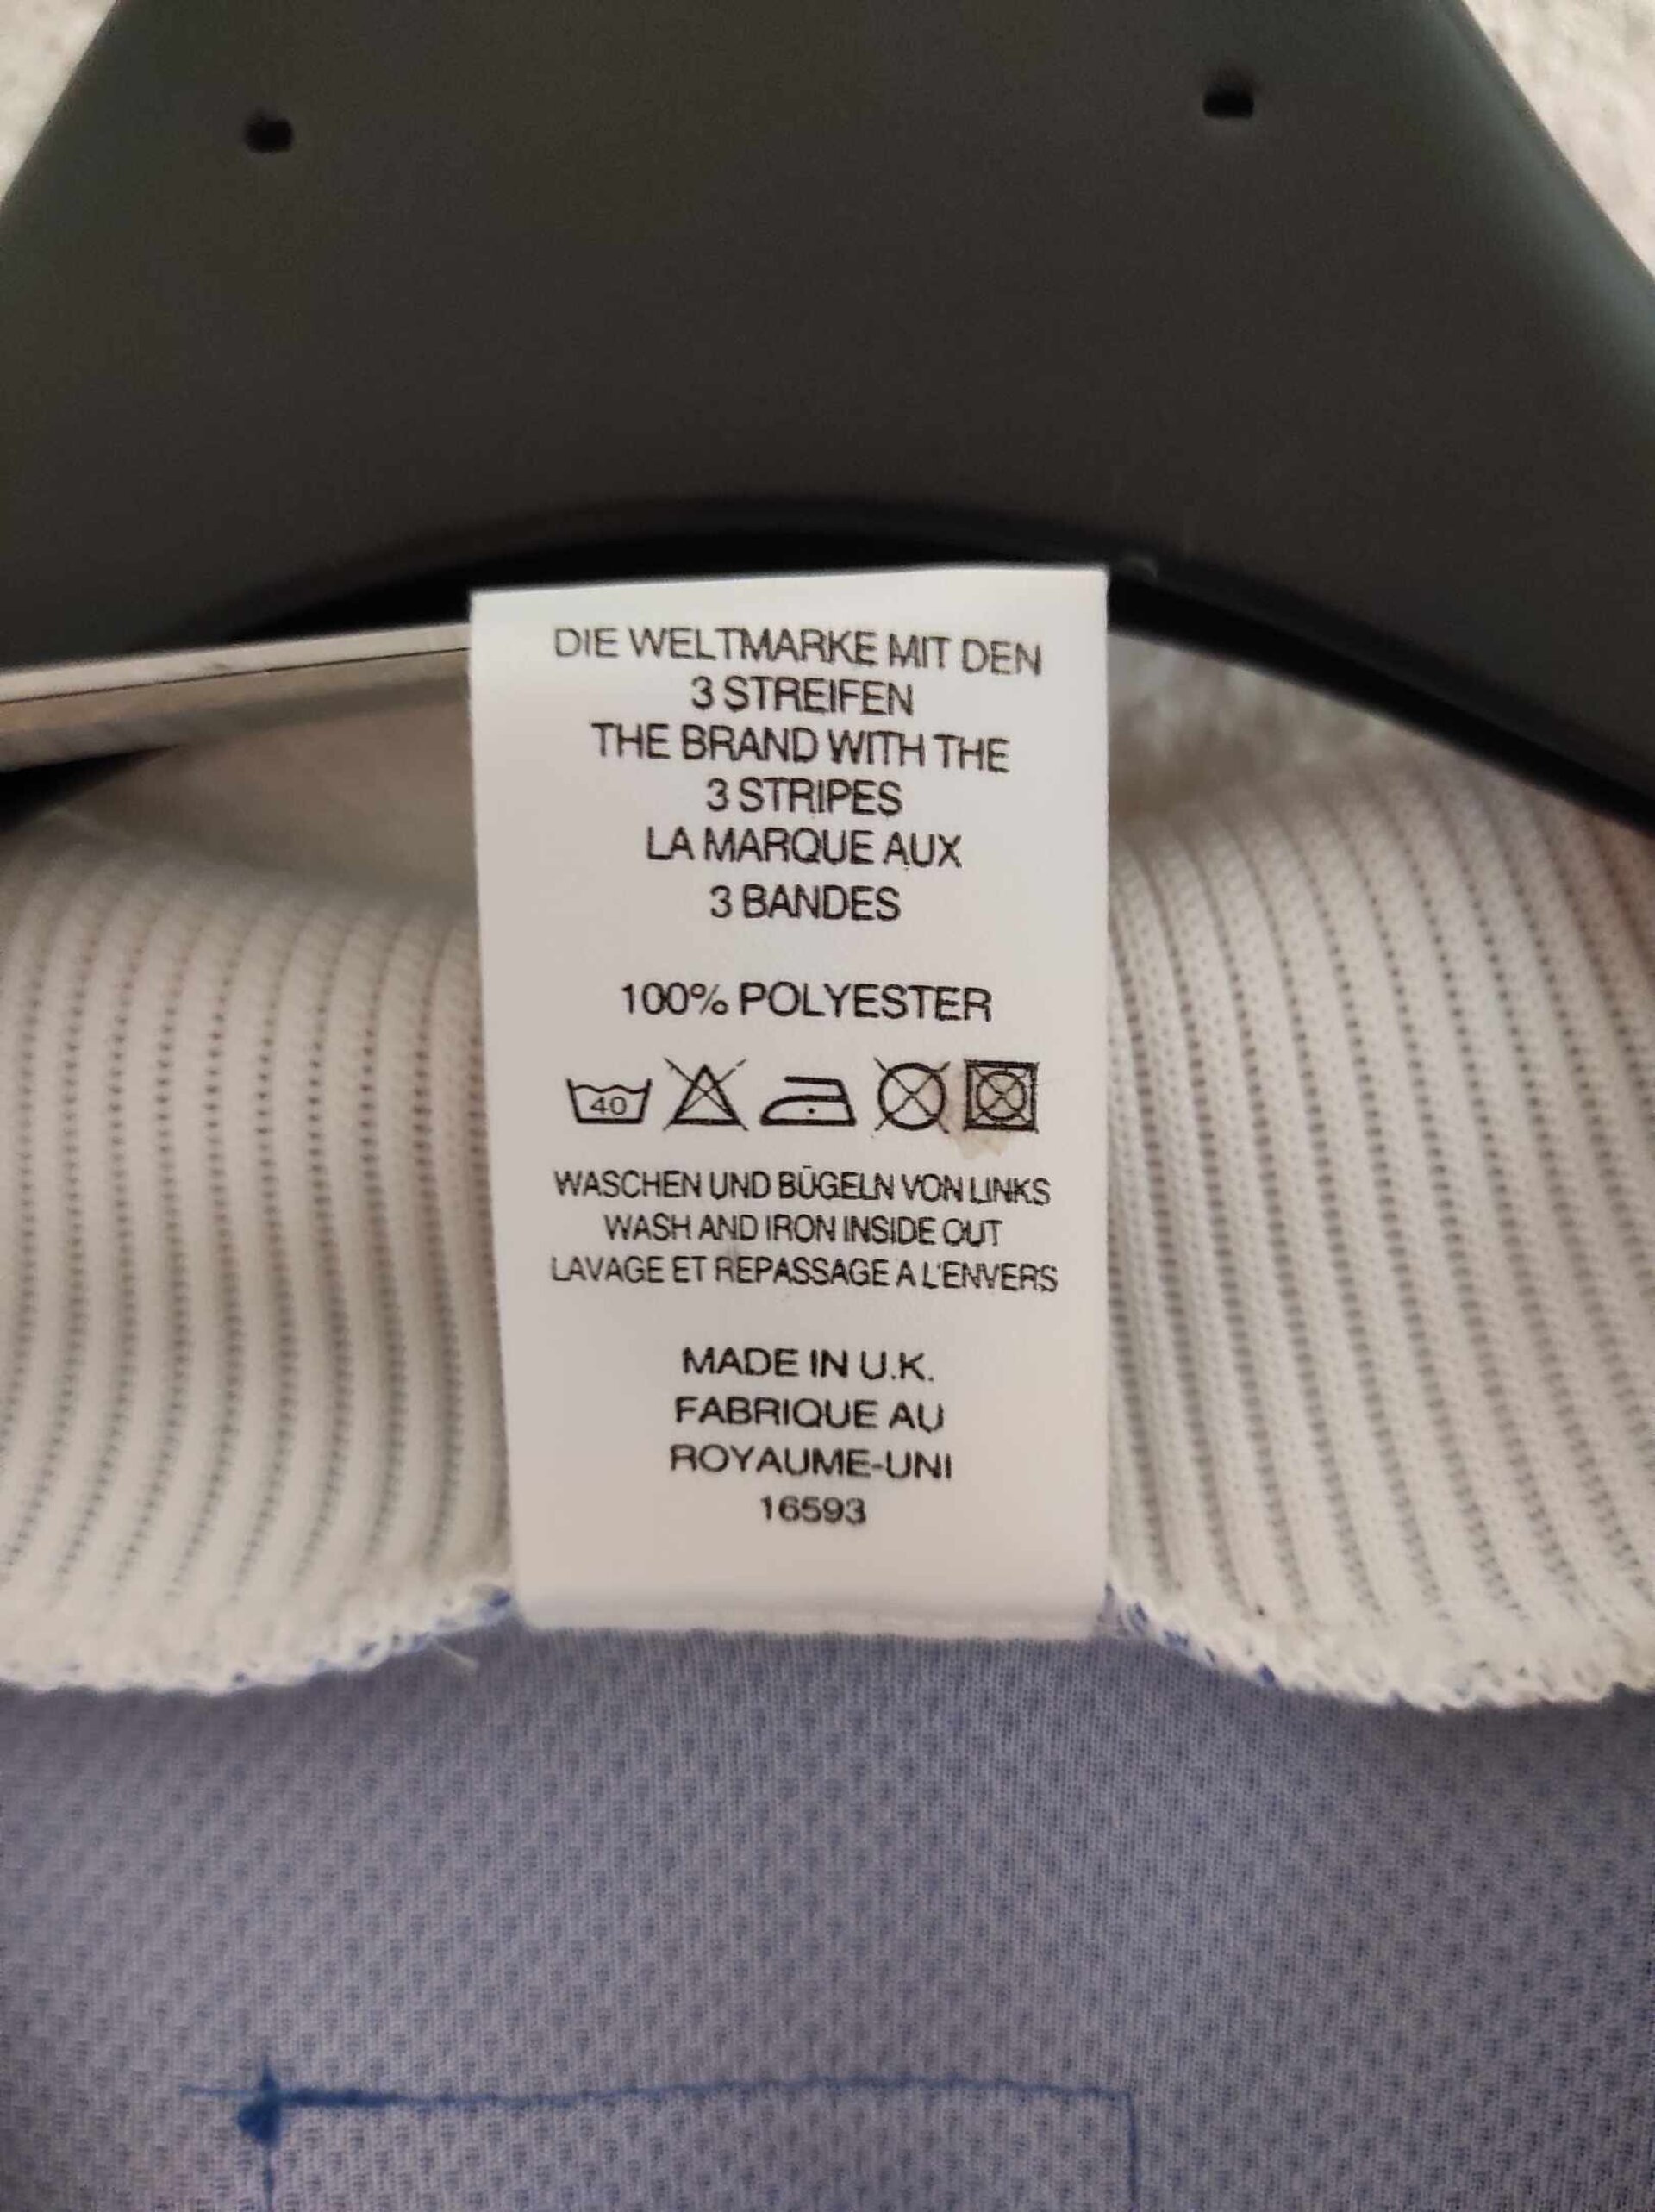 DIE WELTMARKE MIT DEN
3 STREIFEN
THE BRAND WITH THE
3 STRIPES
LA MARQUE AUX
3 BANDES
100% POLYESTER
40
WASCHEN UND BÜGELN VON LINKS
WASH AND IRON INSIDE OUT
LAVAGE ET REPASSAGE A L'ENVERS
MADE IN U.K.
FABRIQUE AU
ROYAUME-UNI
16593